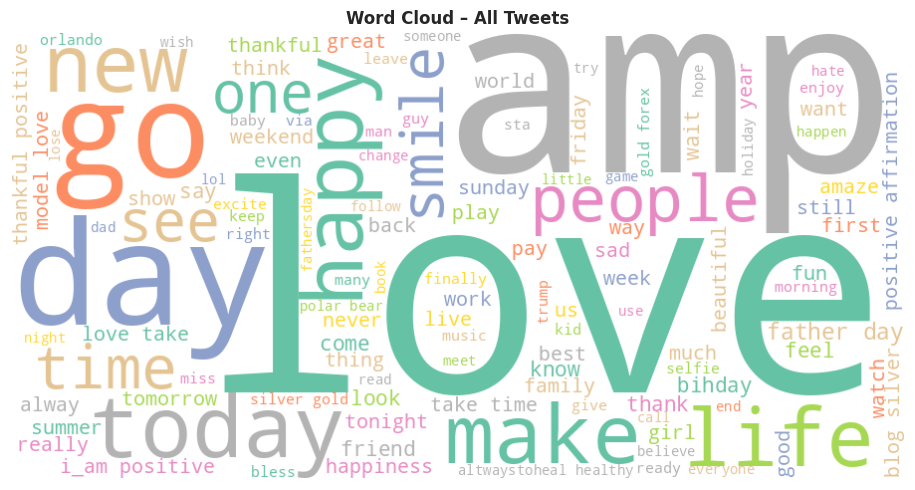 Word Cloud – All Tweets
orlando
wish
someone
thankful
great
leave
new
think
smile
amp
world
try
hope
year
hate
enjoy
want
happen
thankful positive
model love
lose
go
one
baby
via
weekend
happy
man
guy
change
sta
friday
gold forex
wait
holiday
positive affirmation
even
lol
say
show
excite
keep
right
dad
see
follow
back
sunday
little
game
people
amaze
still
first
play
way
day
fathersday
love
many
book
pay
sad
finally
week
beautiful
fun
morning
work
use
polar bear
never
live
trump
us
kid
father day
night
love take
come
music
feel
time
thing
meet
best
know
much
selfie
miss
read
family
bihday
watch
silver gold
look
tomorrow
alway
take time
give
thank
end
today
tonight
make
call
girl
life
good
blog silver
summer
really
friend
believe
i_am positive
bless
happiness
altwaystoheal healthy
ready
everyone